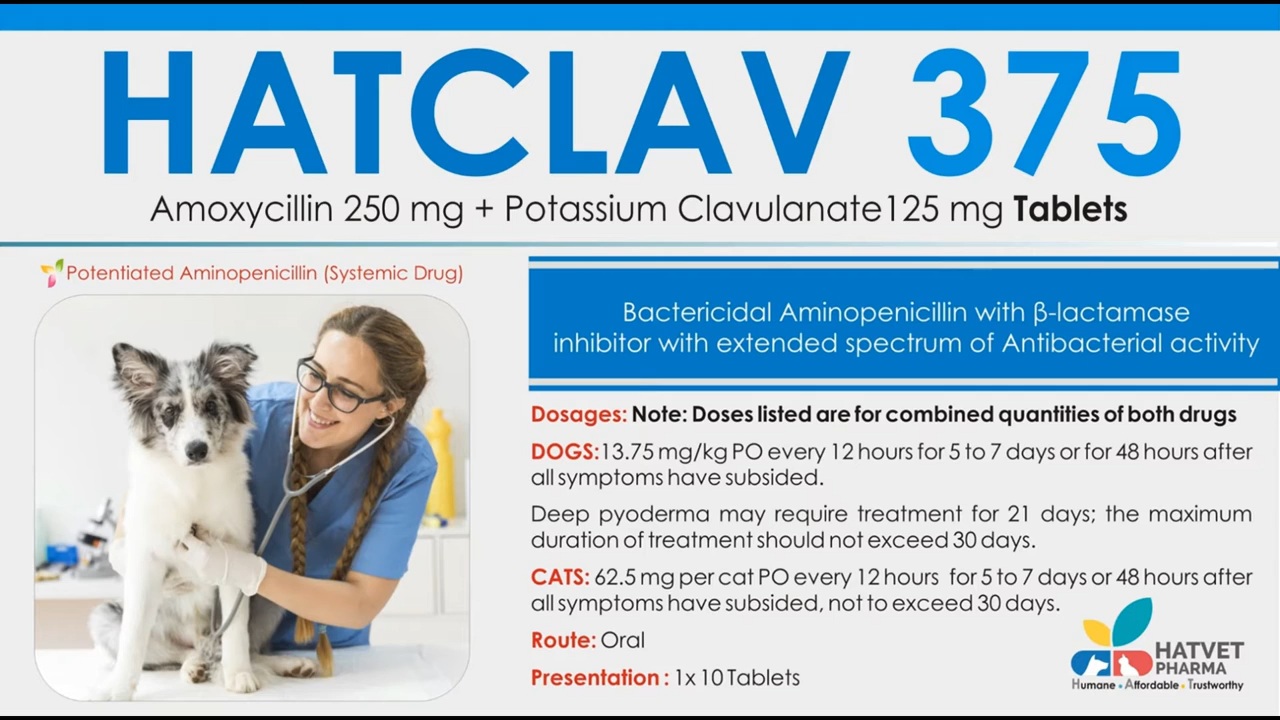 HATCLAV 375
Amoxycillin 250 mg + Potassium Clavulanate125 mg Tablets
Potentiated Aminopenicillin (Systemic Drug)
Bactericidal Aminopenicillin with β-lactamase
inhibitor with extended spectrum of Antibacterial activity
Dosages: Note: Doses listed are for combined quantities of both drugs
DOGS:13.75 mg/kg PO every 12 hours for 5 to 7 days or for 48 hours after
all symptoms have subsided.
Deep pyoderma may require treatment for 21 days; the maximum
duration of treatment should not exceed 30 days.
CATS: 62.5 mg per cat PO every 12 hours for 5 to 7 days or 48 hours after
all symptoms have subsided, not to exceed 30 days.
Route: Oral
Presentation : 1x 10 Tablets
HATVET
PHARMA
Humane • Affordable • Trustworthy